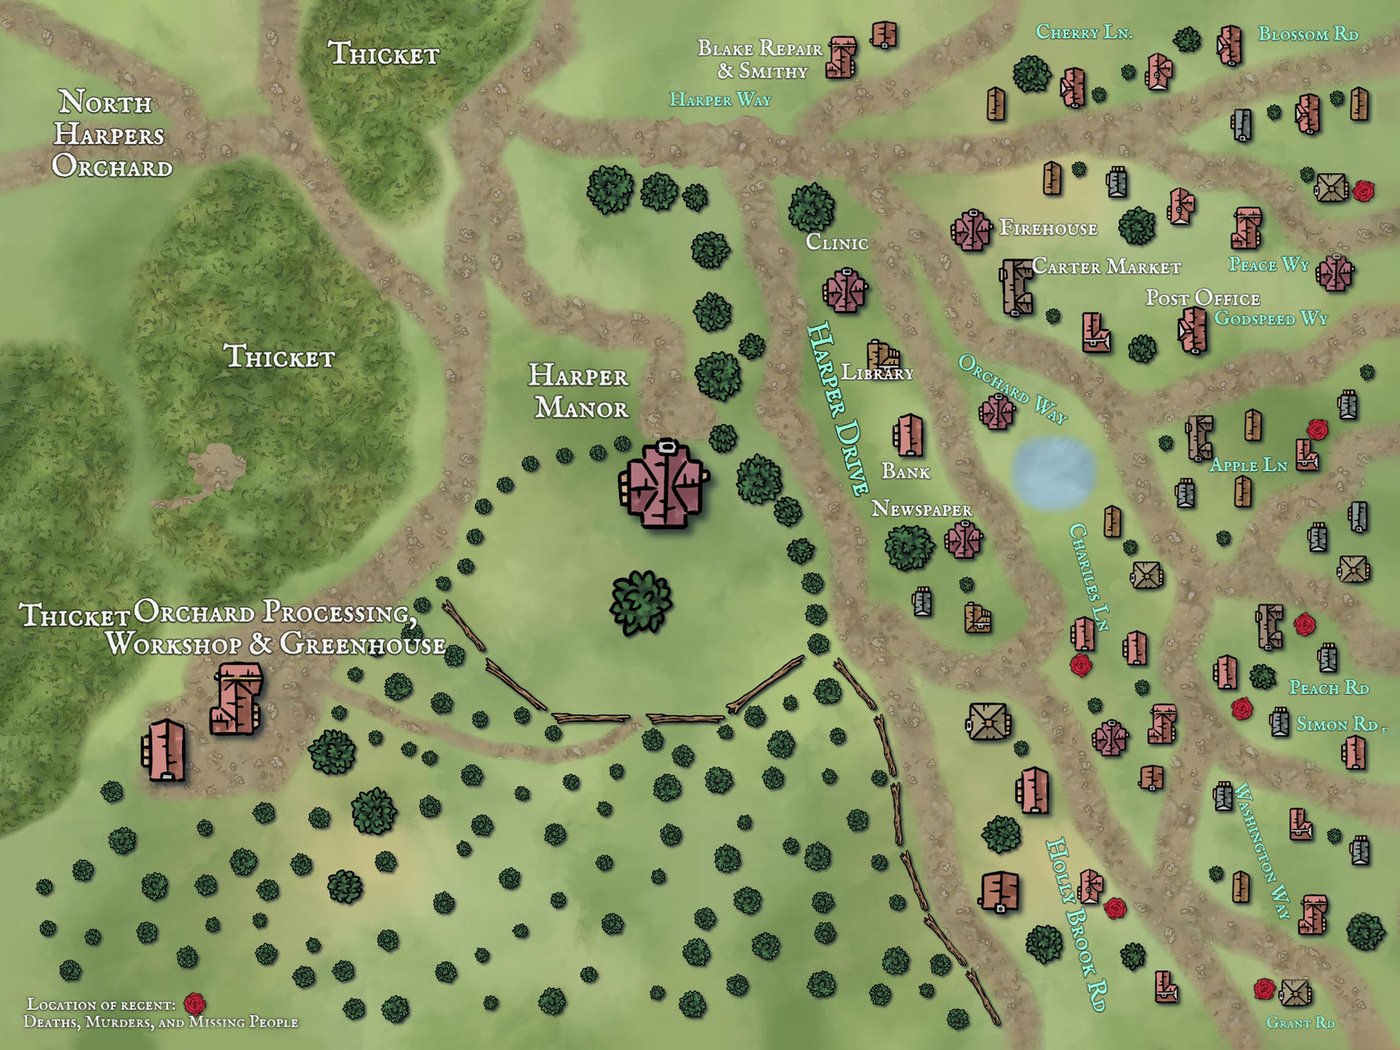 Thicket
Blake Repair
& Smithy
Harper Way
Cherry Ln.
Blossom Rd
North
Harpers
Orchard
Clinic
Firehouse
Carter Market
Peace Wy
Post Office
Godspeed Wy
Thicket
Harper
Manor
Harper Drive
Library
Orchard Way
Bank
Apple Ln
Newspaper
Chariles Ln
Thicket
Orchard Processing,
Workshop & Greenhouse
Peach Rd
Simon Rd
Washington Way
Holly Brook Rd
Location of recent:
Deaths, Murders, and Missing People
Grant Rd